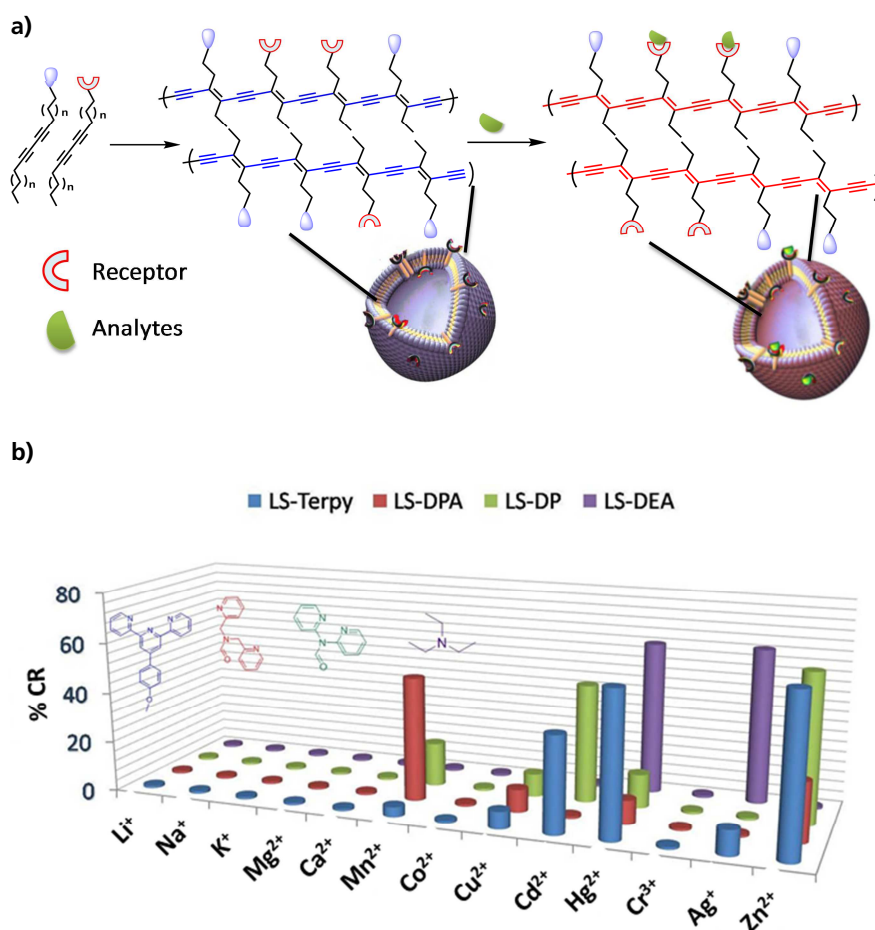 a)
( )n
( )n
( )n
( )n
Receptor
Analytes
b)
LS-Terpy LS-DPA LS-DP LS-DEA
80
60
40
20
0
% CR
N N N
O
N
N
O
N
N
N
N
O
N
Li⁺ Na⁺ K⁺ Mg²⁺ Ca²⁺ Mn²⁺ Co²⁺ Cu²⁺ Cd²⁺ Hg²⁺ Cr³⁺ Ag⁺ Zn²⁺